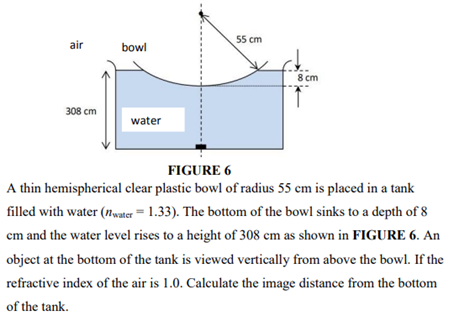 55 cm
air
bowl
8 cm
308 cm
water
FIGURE 6
A thin hemispherical clear plastic bowl of radius 55 cm is placed in a tank
filled with water (nwater = 1.33). The bottom of the bowl sinks to a depth of 8
cm and the water level rises to a height of 308 cm as shown in FIGURE 6. An
object at the bottom of the tank is viewed vertically from above the bowl. If the
refractive index of the air is 1.0. Calculate the image distance from the bottom
of the tank.